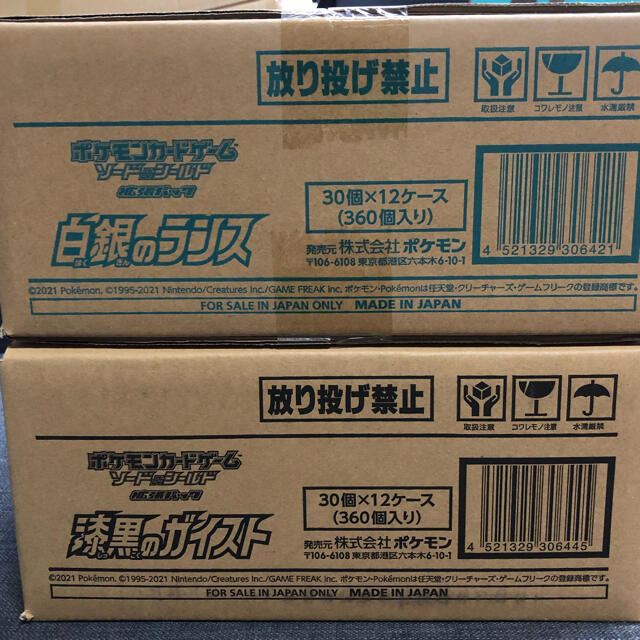 放り投げ禁止
取扱注意 コワレモノ注意 水濡厳禁
ポケモンカードゲーム
ソード&シールド
拡張パック
白銀のランス
はくぎん
30個×12ケース
(360個入り)
発売元 株式会社 ポケモン
〒106-6108 東京都港区六本木6-10-1
4 521329 306421
©2021 Pokémon. ©1995-2021 Nintendo/Creatures Inc./GAME FREAK inc. ポケモン・Pokémonは任天堂・クリーチャーズ・ゲームフリークの登録商標です。
FOR SALE IN JAPAN ONLY MADE IN JAPAN
放り投げ禁止
取扱注意 コワレモノ注意 水濡厳禁
ポケモンカードゲーム
ソード&シールド
拡張パック
漆黒のガイスト
しっこく
30個×12ケース
(360個入り)
発売元 株式会社 ポケモン
〒106-6108 東京都港区六本木6-10-1
4 521329 306445
©2021 Pokémon. ©1995-2021 Nintendo/Creatures Inc./GAME FREAK inc. ポケモン・Pokémonは任天堂・クリーチャーズ・ゲームフリークの登録商標です。
FOR SALE IN JAPAN ONLY MADE IN JAPAN